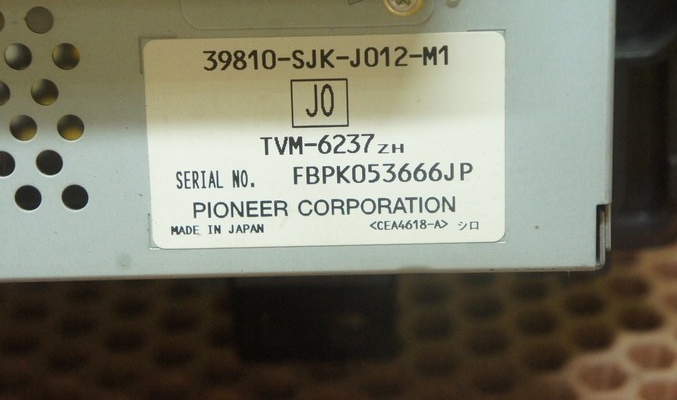 39810-SJK-J012-M1
J0
TVM-6237ZH
SERIAL NO. FBPK053666JP
PIONEER CORPORATION
MADE IN JAPAN <CEA4618-A> シロ